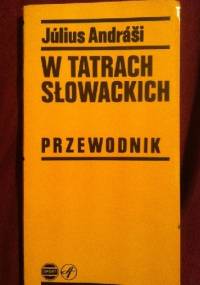 Július Andráši
W TATRACH
SŁOWACKICH
PRZEWODNIK